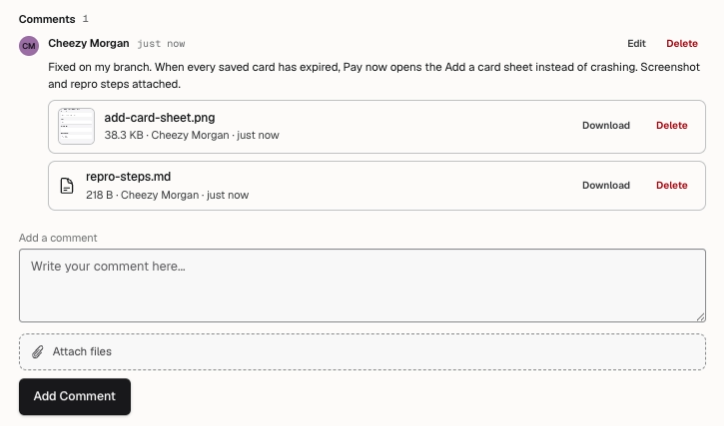 Comments 1
CM Cheezy Morgan just now Edit Delete
Fixed on my branch. When every saved card has expired, Pay now opens the Add a card sheet instead of crashing. Screenshot
and repro steps attached.
add-card-sheet.png
38.3 KB · Cheezy Morgan · just now
Download Delete
repro-steps.md
218 B · Cheezy Morgan · just now
Download Delete
Add a comment
Write your comment here...
Attach files
Add Comment